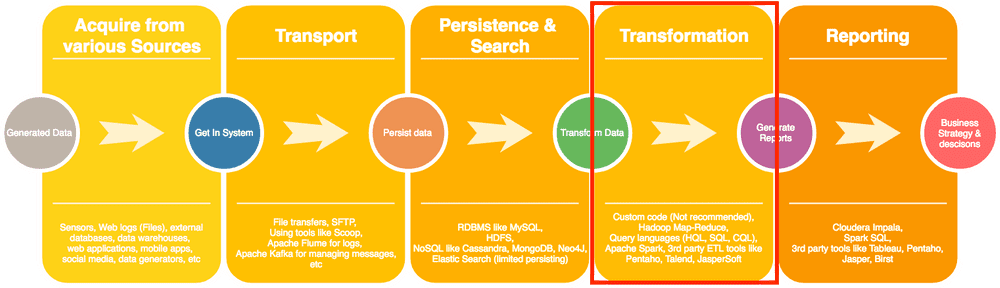 Acquire from
various Sources
Transport
Persistence &
Search
Transformation
Reporting
Generated Data
Get In System
Persist data
Transform Data
Generate
Reports
Business
Strategy &
descisons
Sensors, Web logs (Files), external
databases, data warehouses,
web applications, mobile apps,
social media, data generators, etc
File transfers, SFTP,
Using tools like Scoop,
Apache Flume for logs,
Apache Kafka for managing messages,
etc
RDBMS like MySQL,
HDFS,
NoSQL like Cassandra, MongoDB, Neo4J,
Elastic Search (limited persisting)
Custom code (Not recommended),
Hadoop Map-Reduce,
Query languages (HQL, SQL, CQL),
Apache Spark, 3rd party ETL tools like
Pentaho, Talend, JasperSoft
Cloudera Impala,
Spark SQL,
3rd party tools like Tableau, Pentaho,
Jasper, Birst